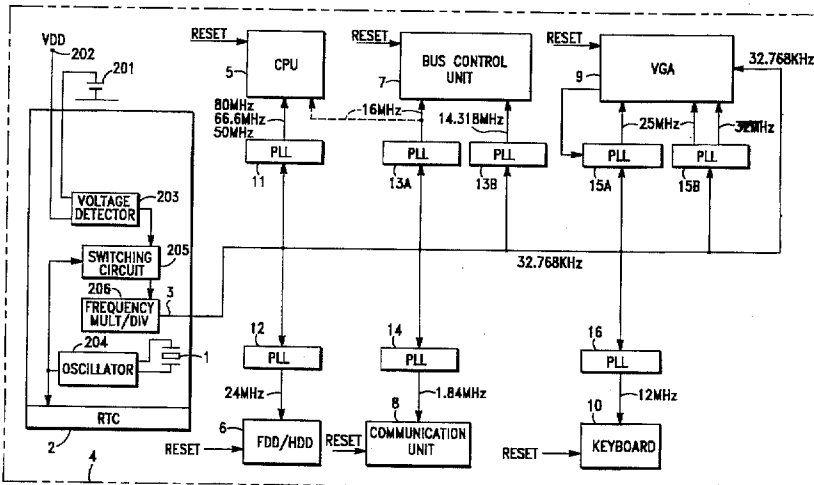 RESET
CPU
5
RESET
BUS CONTROL
UNIT
7
RESET
VGA
9
32.768KHz
VDD
202
201
80MHz
66.6MHz
50MHz
16MHz
14.318MHz
25MHz
PLL
11
PLL
13A
PLL
13B
PLL
15A
PLL
15B
VOLTAGE
DETECTOR
203
SWITCHING
CIRCUIT
205
206
FREQUENCY
MULT/DIV
3
32.768KHz
204
OSCILLATOR
1
RTC
2
12
PLL
14
PLL
16
PLL
24MHz
1.84MHz
12MHz
6
FDD/HDD
RESET
8
COMMUNICATION
UNIT
RESET
10
KEYBOARD
RESET
4